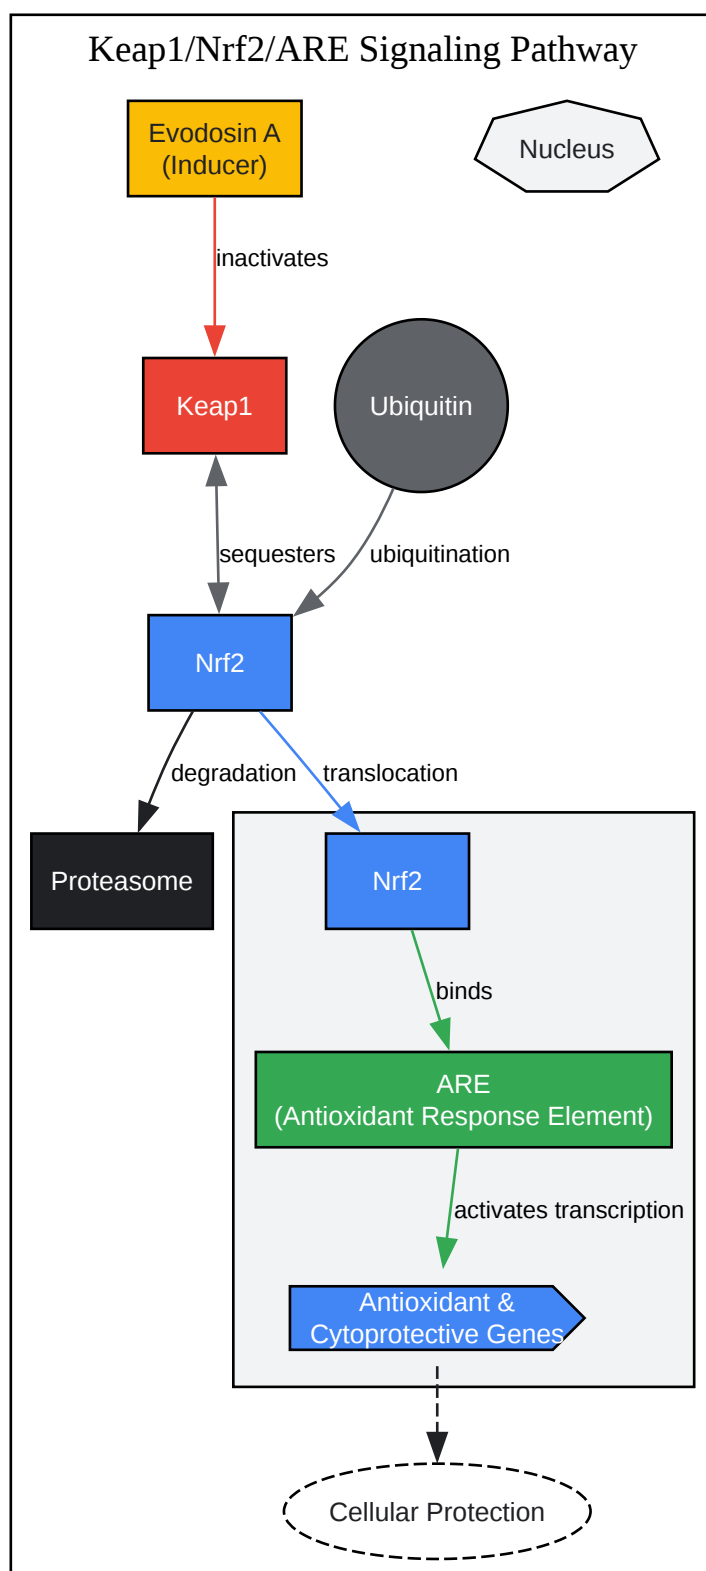 Keap1/Nrf2/ARE Signaling Pathway
Evodosin A
(Inducer)
Nucleus
inactivates
Keap1
Ubiquitin
sequesters
ubiquitination
Nrf2
degradation
translocation
Proteasome
Nrf2
binds
ARE
(Antioxidant Response Element)
activates transcription
Antioxidant &
Cytoprotective Genes
Cellular Protection